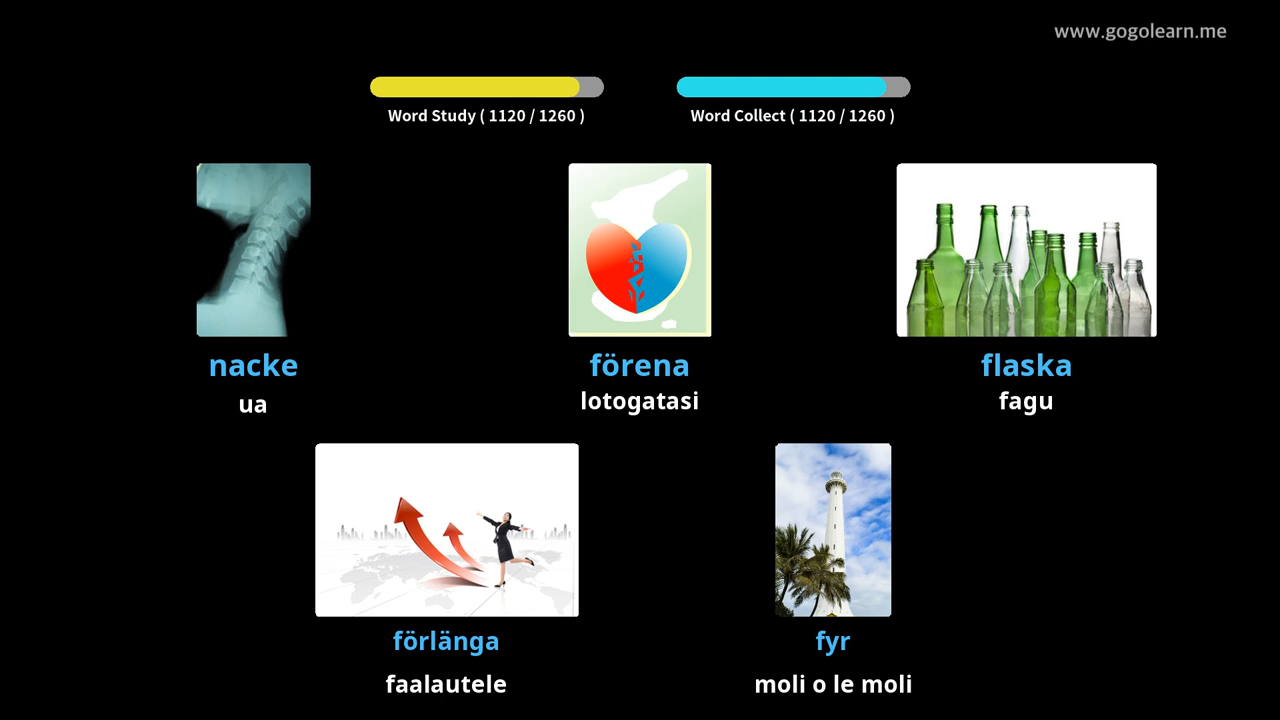 www.gogolearn.me
Word Study ( 1120 / 1260 )
Word Collect ( 1120 / 1260 )
nacke
ua
förena
lotogatasi
flaska
fagu
förlänga
faalautele
fyr
moli o le moli